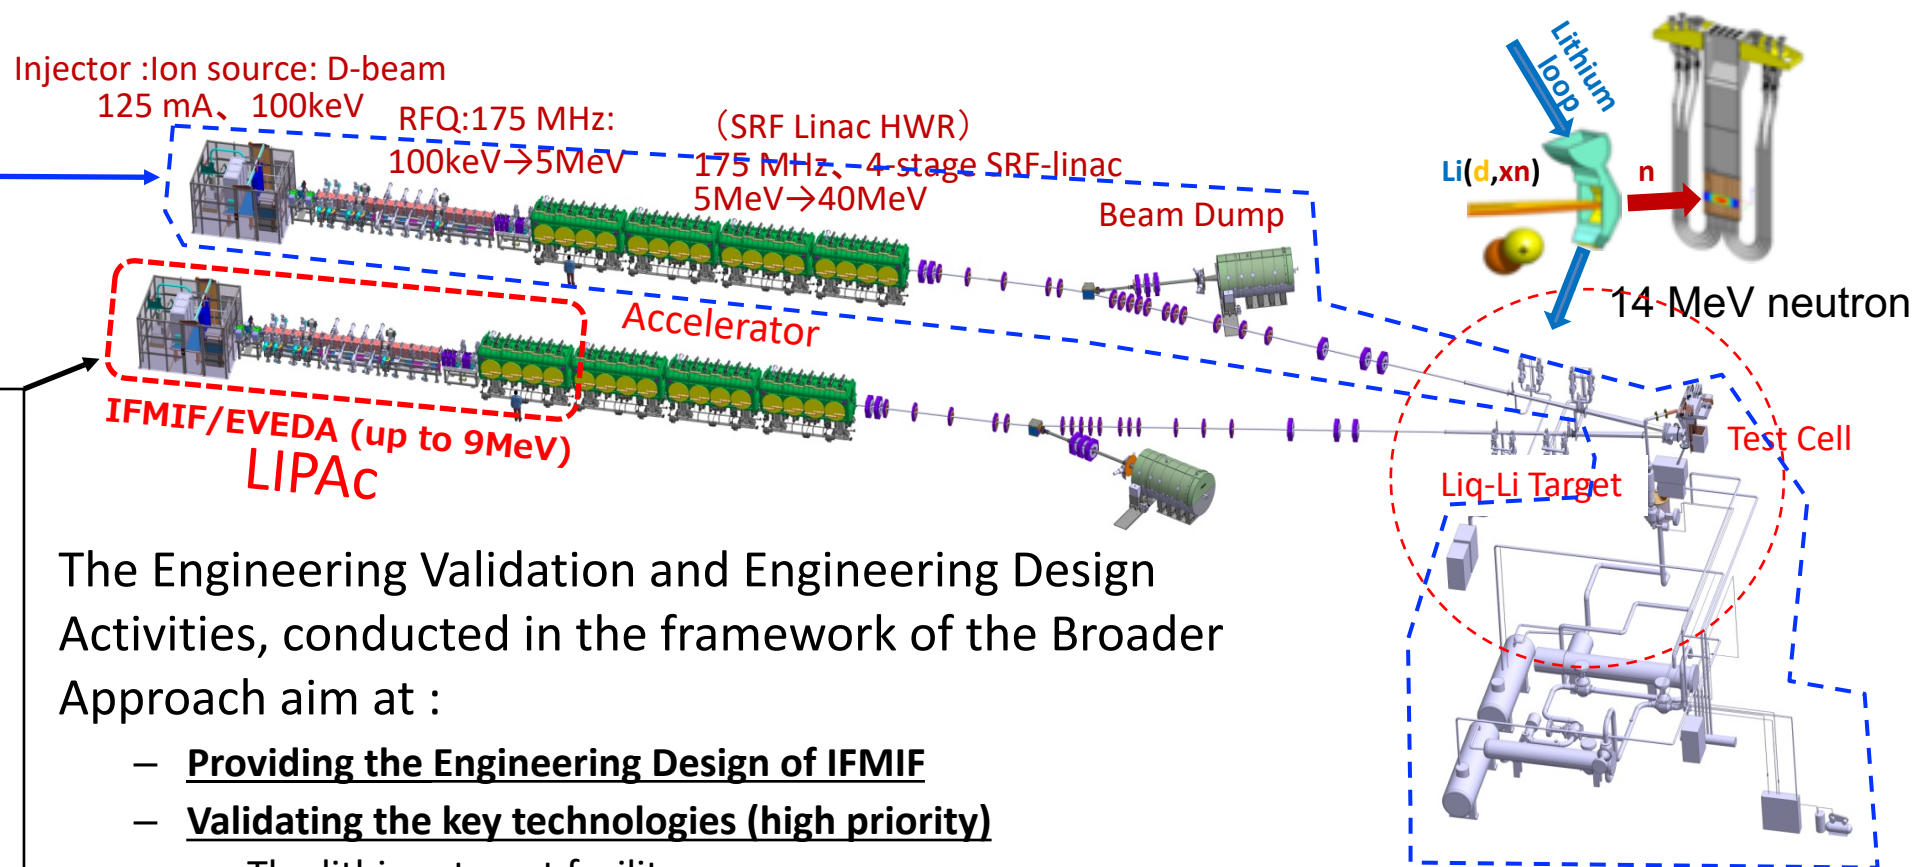 Injector :Ion source: D-beam
125 mA、100keV
RFQ:175 MHz:
100keV→5MeV
（SRF Linac HWR）
175 MHz、4-stage SRF-linac
5MeV→40MeV
Beam Dump
Lithium
loop
Li(d,xn)
n
14 MeV neutron
Accelerator
IFMIF/EVEDA (up to 9MeV)
LIPAc
Test Cell
Liq-Li Target
The Engineering Validation and Engineering Design
Activities, conducted in the framework of the Broader
Approach aim at :
– Providing the Engineering Design of IFMIF
– Validating the key technologies (high priority)